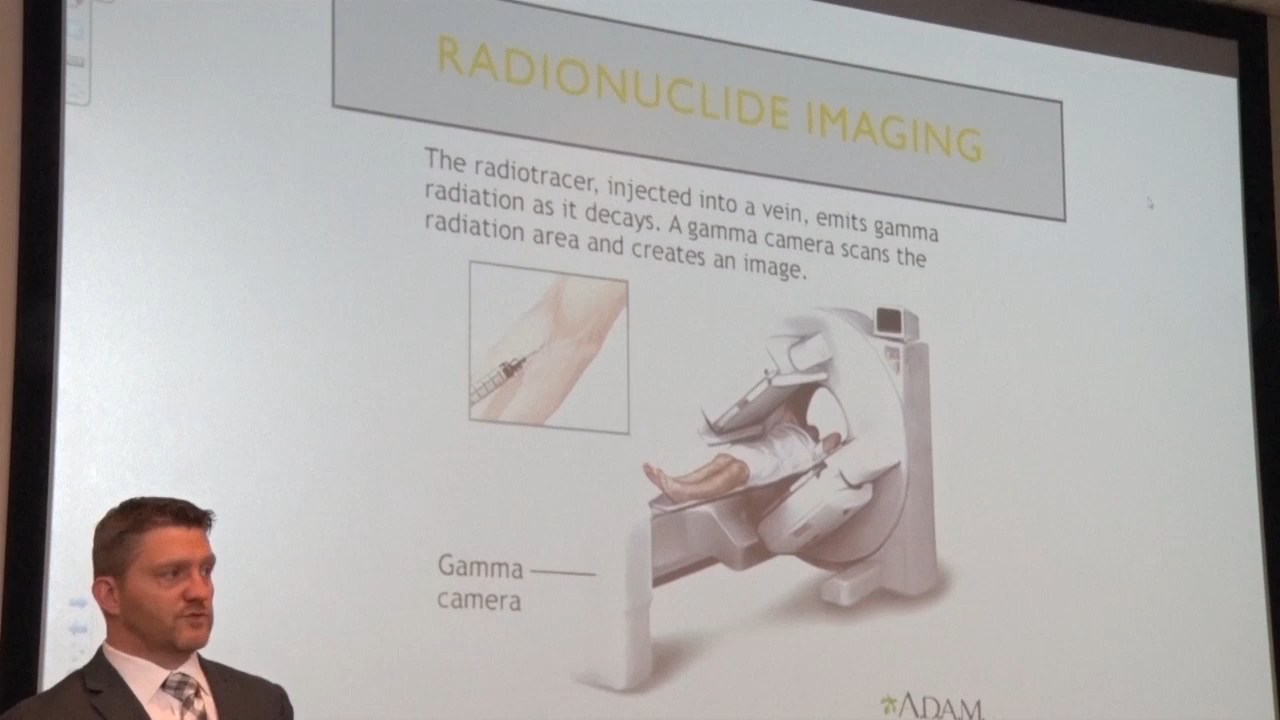 RADIONUCLIDE IMAGING
The radiotracer, injected into a vein, emits gamma
radiation as it decays. A gamma camera scans the
radiation area and creates an image.
Gamma
camera
A.D.A.M.